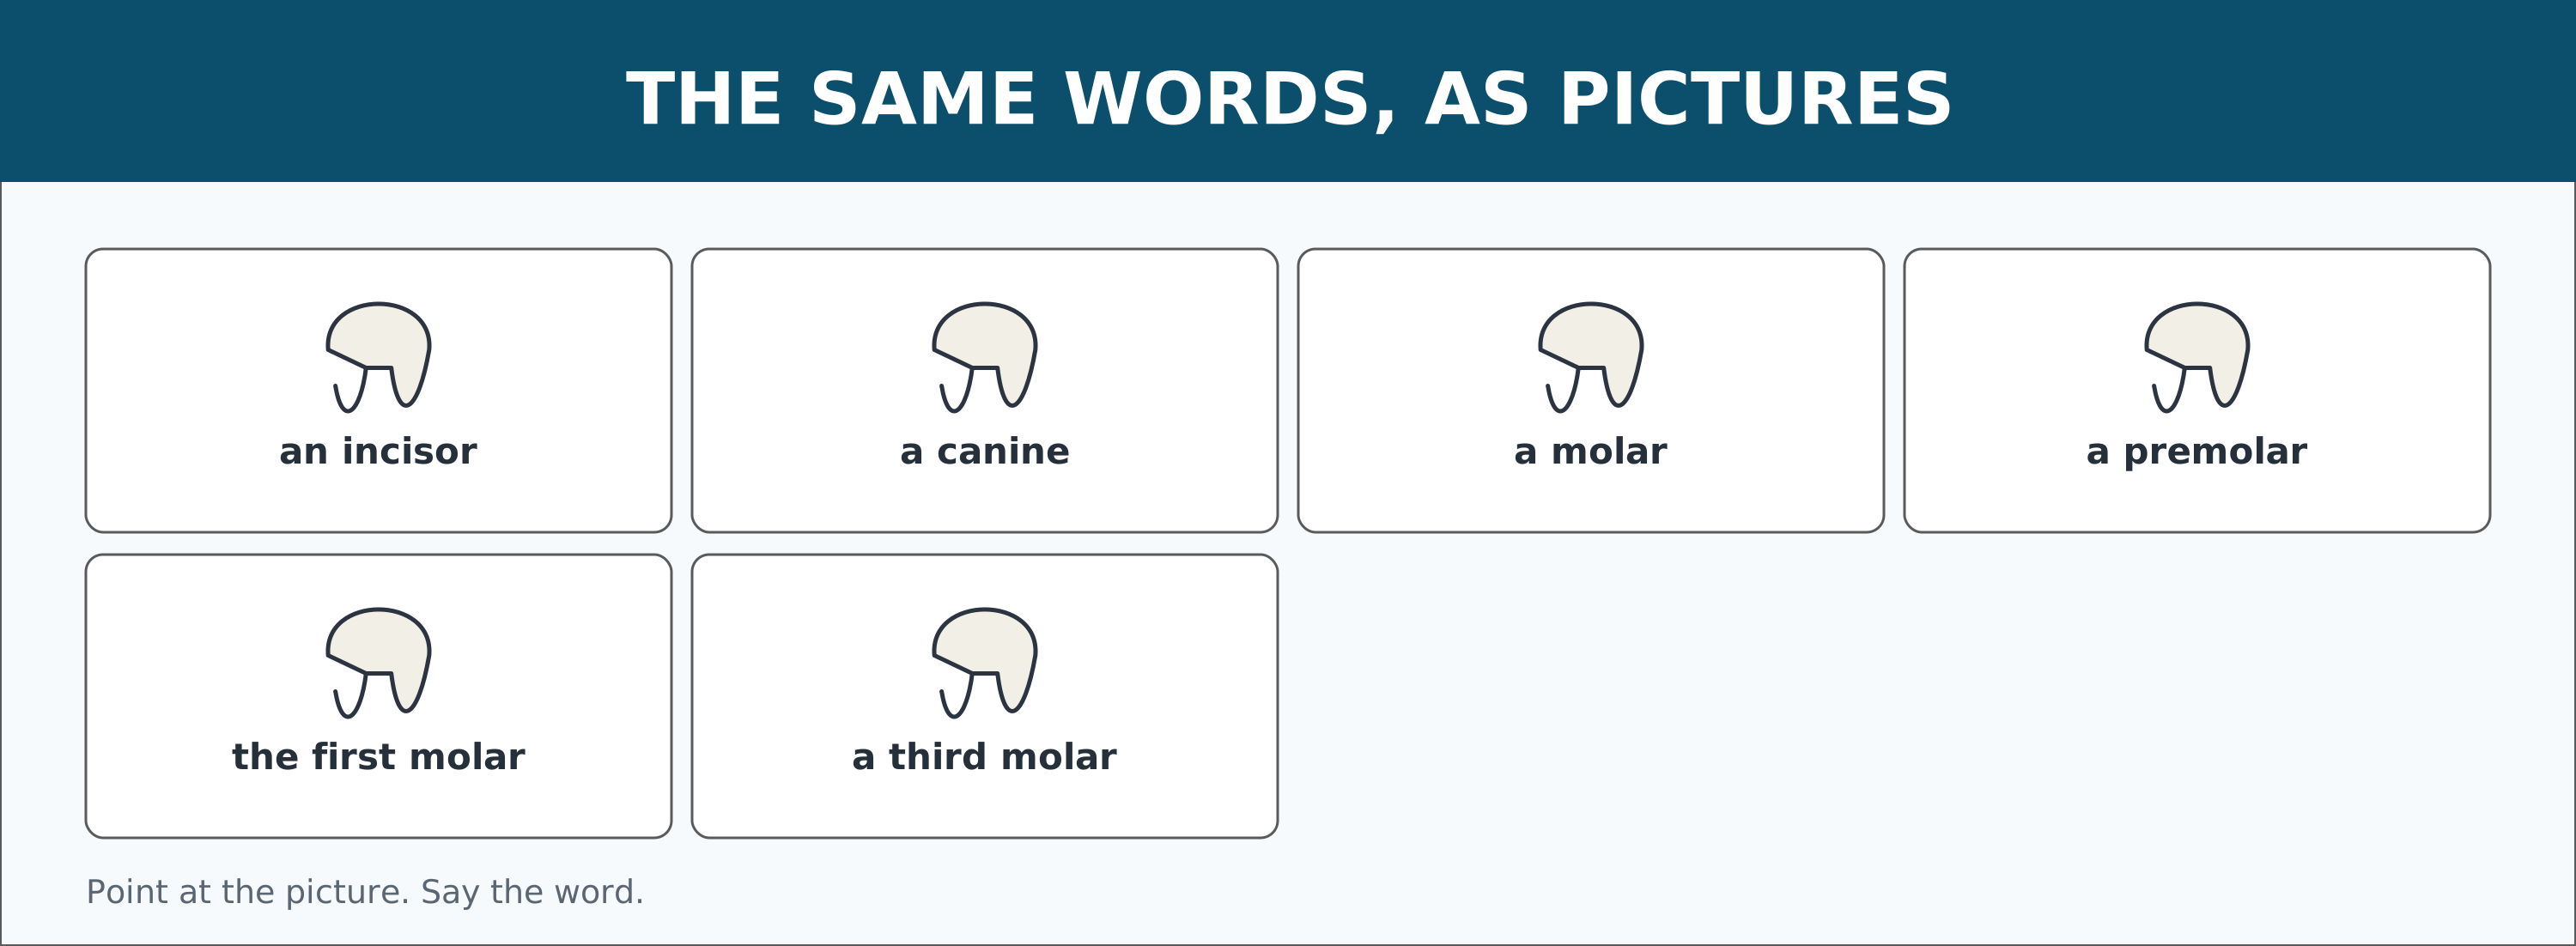 THE SAME WORDS, AS PICTURES
an incisor
a canine
a molar
a premolar
the first molar
a third molar
Point at the picture. Say the word.